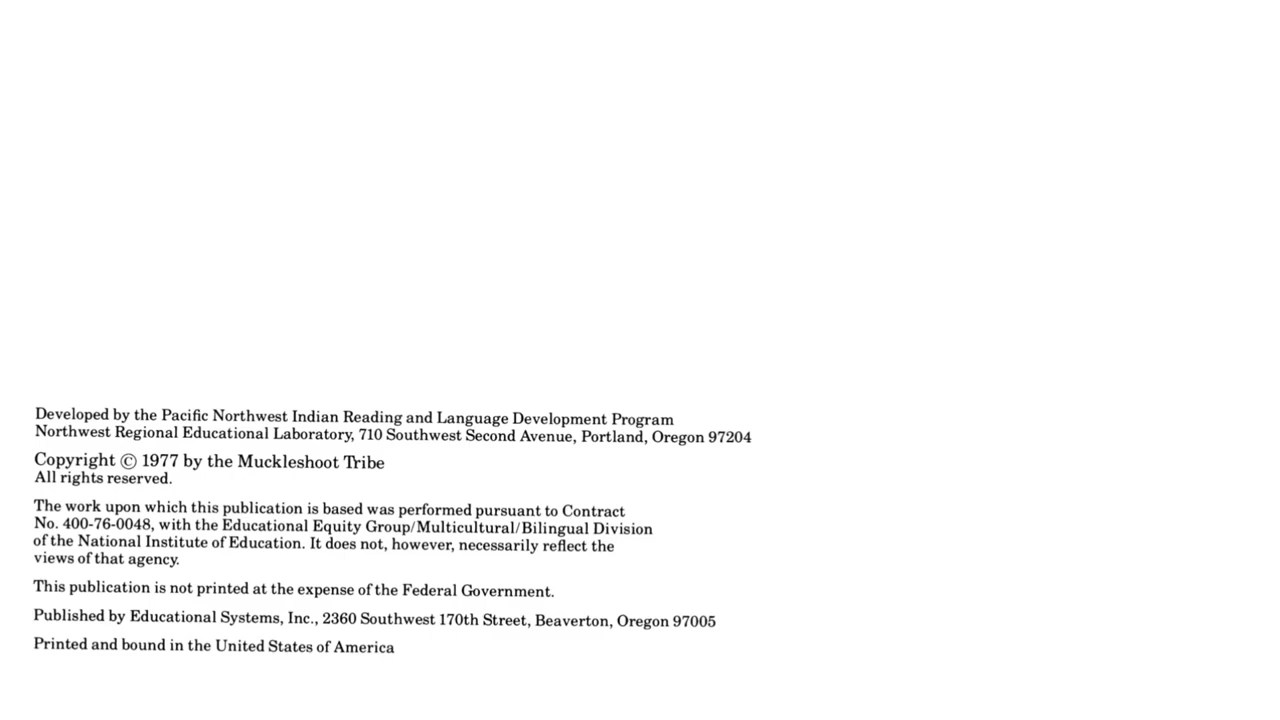 Developed by the Pacific Northwest Indian Reading and Language Development Program
Northwest Regional Educational Laboratory, 710 Southwest Second Avenue, Portland, Oregon 97204
Copyright © 1977 by the Muckleshoot Tribe
All rights reserved.
The work upon which this publication is based was performed pursuant to Contract
No. 400-76-0048, with the Educational Equity Group/Multicultural/Bilingual Division
of the National Institute of Education. It does not, however, necessarily reflect the
views of that agency.
This publication is not printed at the expense of the Federal Government.
Published by Educational Systems, Inc., 2360 Southwest 170th Street, Beaverton, Oregon 97005
Printed and bound in the United States of America